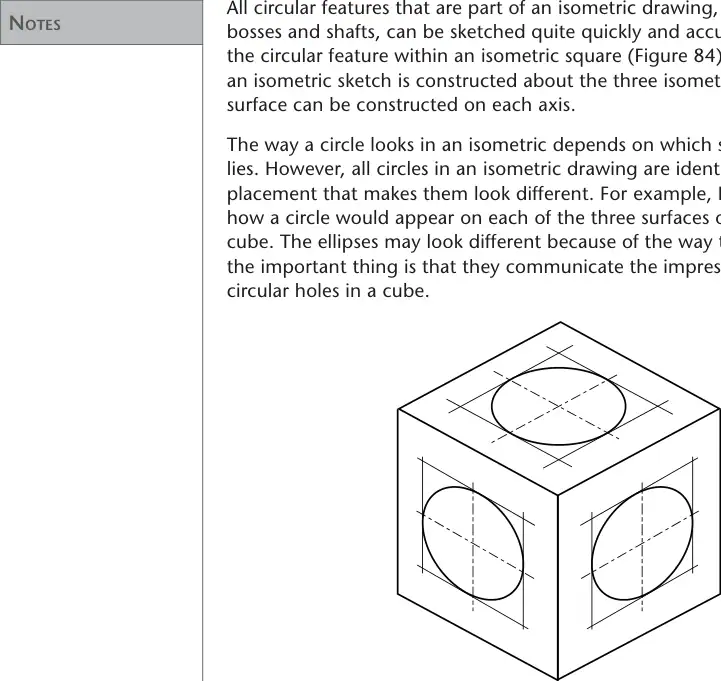 NOTES
All circular features that are part of an isometric drawing,
bosses and shafts, can be sketched quite quickly and accu
the circular feature within an isometric square (Figure 84)
an isometric sketch is constructed about the three isomet
surface can be constructed on each axis.
The way a circle looks in an isometric depends on which s
lies. However, all circles in an isometric drawing are ident
placement that makes them look different. For example, 
how a circle would appear on each of the three surfaces o
cube. The ellipses may look different because of the way t
the important thing is that they communicate the impres
circular holes in a cube.